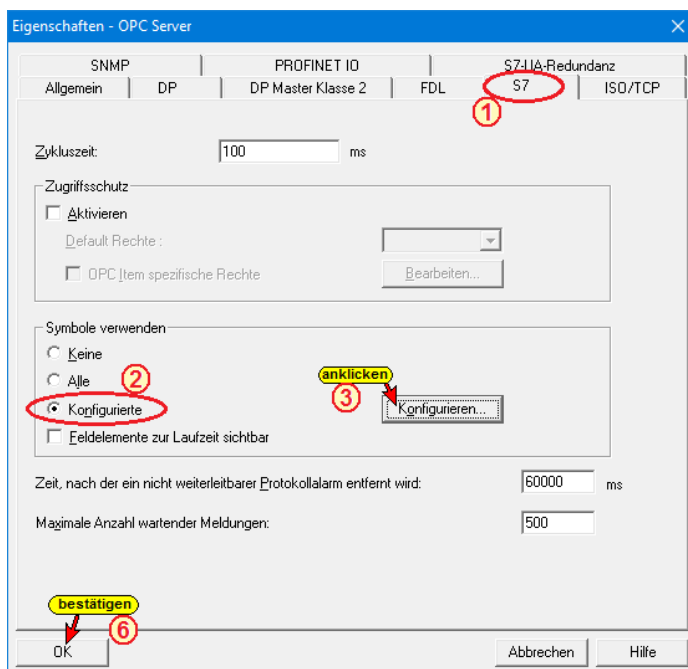 Eigenschaften - OPC Server
SNMP PROFINET IO S7-UA-Redundanz
Allgemein DP DP Master Klasse 2 FDL S7 ISO/TCP
1
Zykluszeit: 100 ms
Zugriffsschutz
Aktivieren
Default Rechte :
OPC Item spezifische Rechte Bearbeiten...
Symbole verwenden
Keine
anklicken
Alle 2
3
Konfigurierte Konfigurieren...
Feldelemente zur Laufzeit sichtbar
Zeit, nach der ein nicht weiterleitbarer Protokollalarm entfernt wird: 60000 ms
Maximale Anzahl wartender Meldungen: 500
bestätigen
6
OK Abbrechen Hilfe